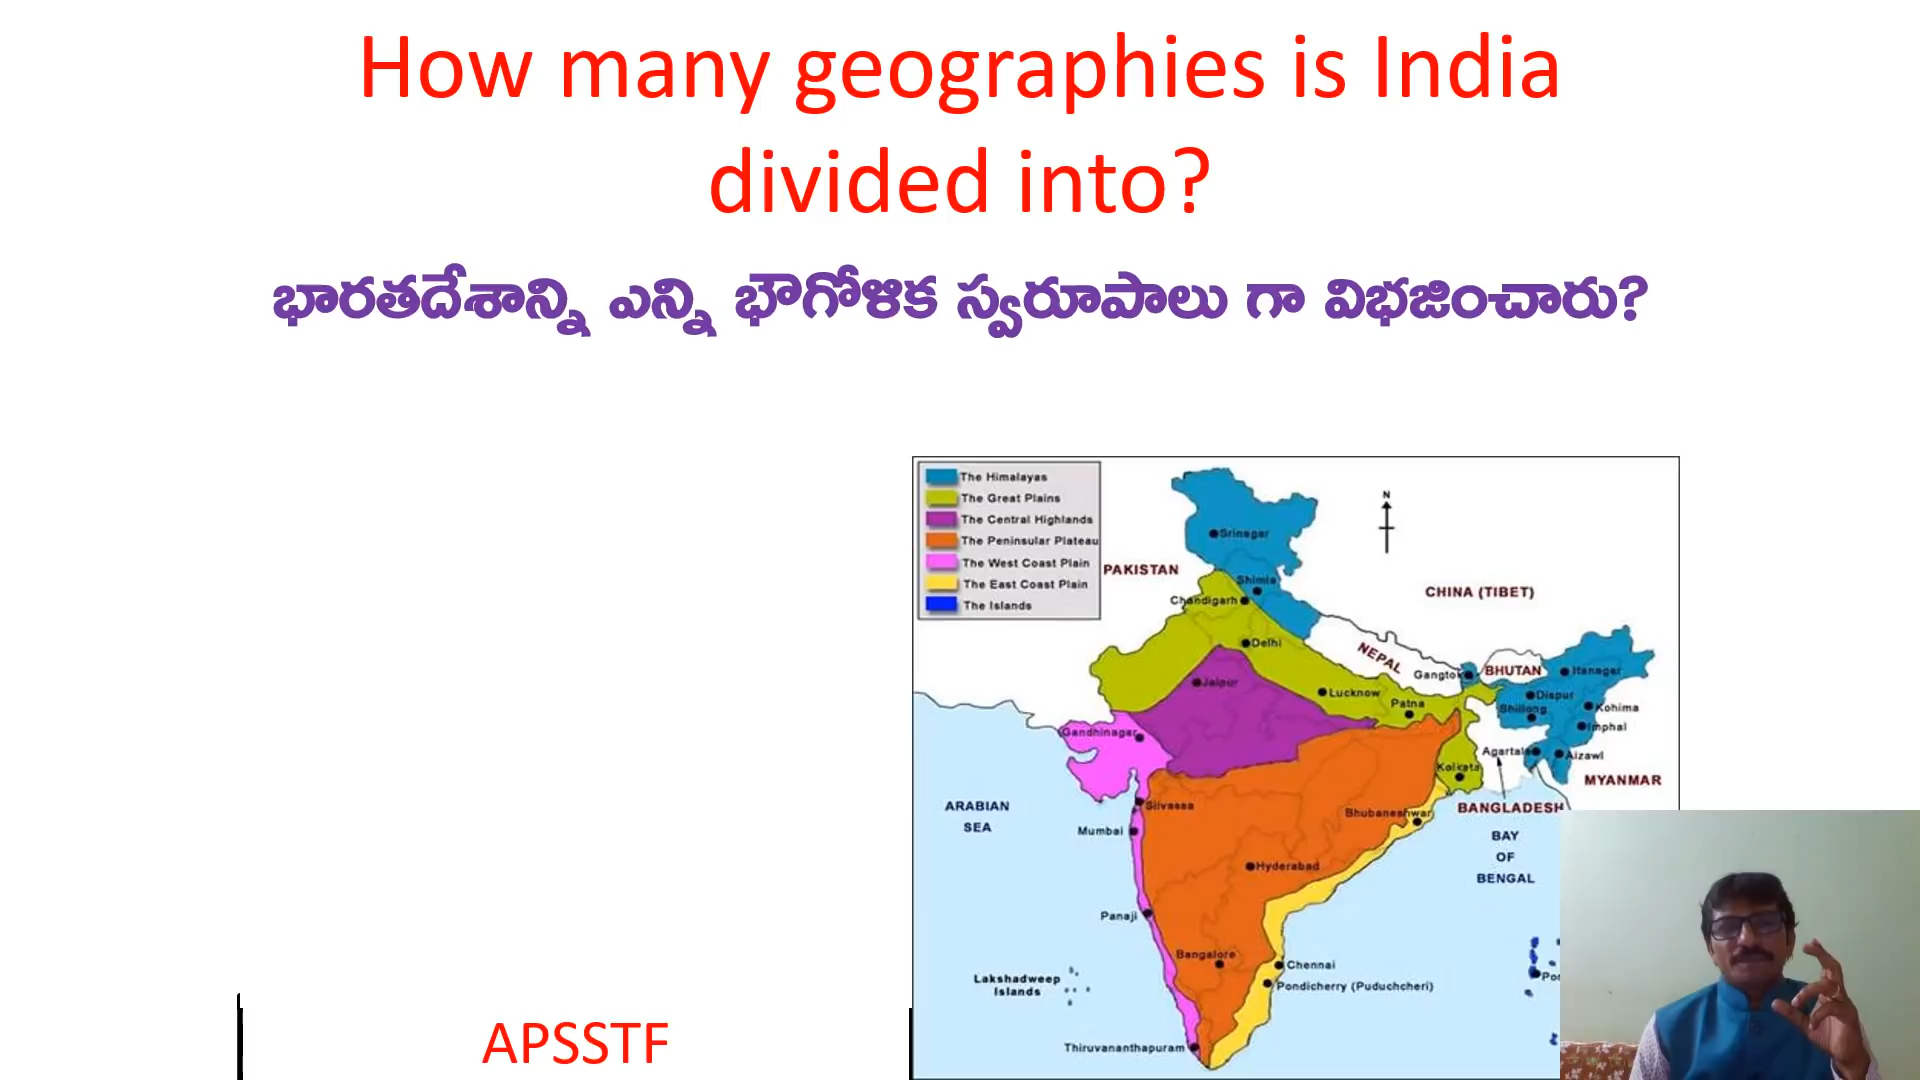 How many geographies is India
divided into?
భారతదేశాన్ని ఎన్ని భౌగోళిక స్వరూపాలు గా విభజించారు?
The Himalayas
The Great Plains
The Central Highlands
The Peninsular Plateau
The West Coast Plain
The East Coast Plain
The Islands
N
Srinagar
PAKISTAN
Shimla
CHINA (TIBET)
Chandigarh
Delhi
NEPAL
Gangtok
BHUTAN
Itanagar
Jaipur
Lucknow
Dispur
Patna
Shillong
Kohima
Imphal
Gandhinagar
Agartala
Aizawl
Kolkata
MYANMAR
Silvassa
BANGLADESH
ARABIAN
SEA
Bhubaneshwar
Mumbai
BAY
OF
BENGAL
Hyderabad
Panaji
Bangalore
Chennai
Lakshadweep
Islands
Pondicherry (Puduchcheri)
Thiruvananthapuram
APSSTF